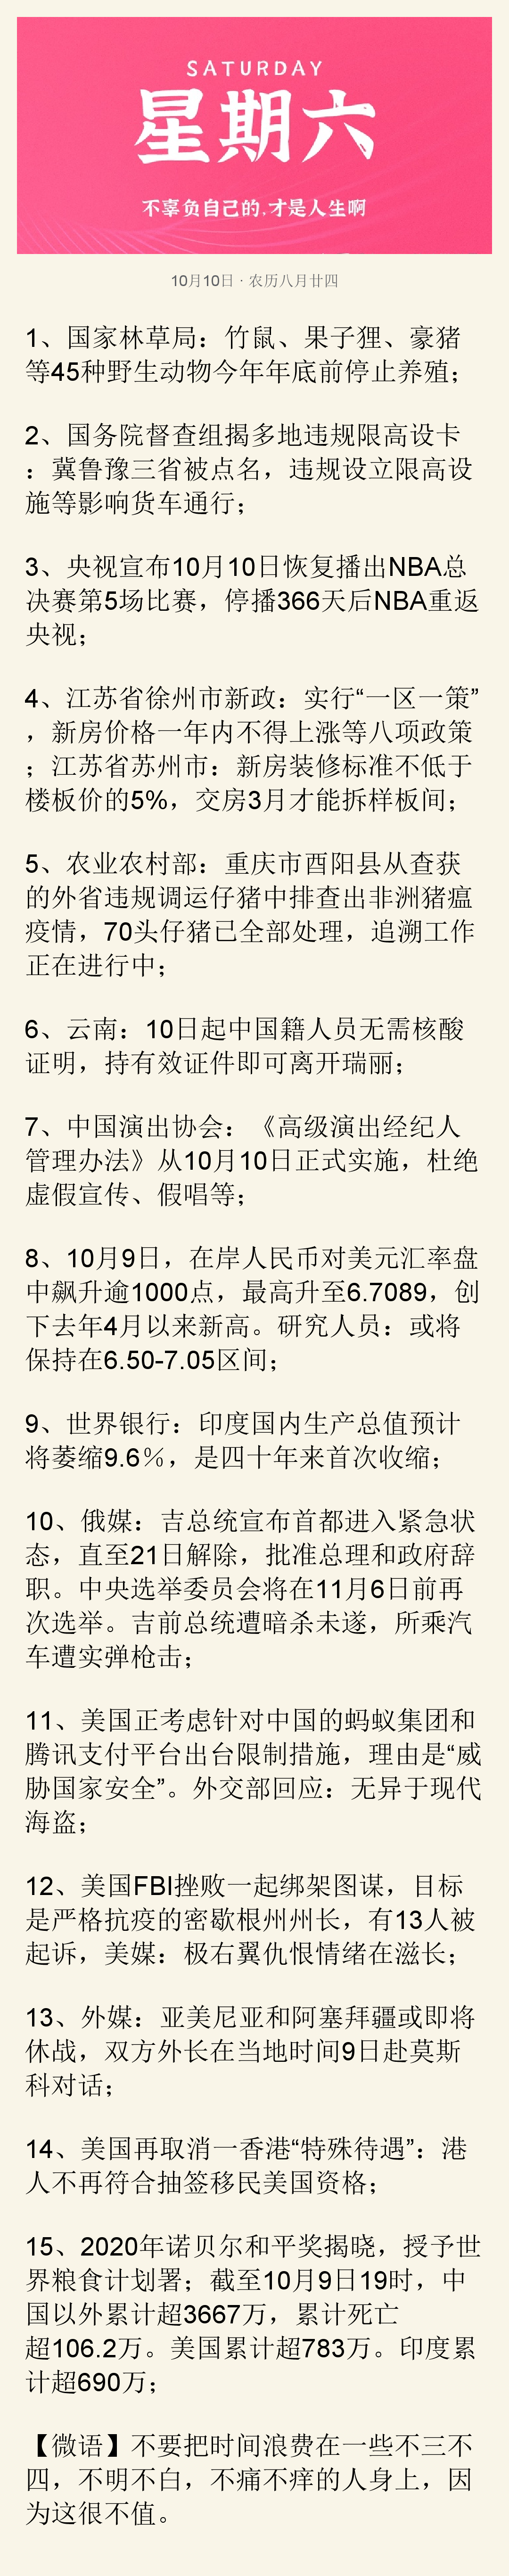 SATURDAY
星期六
不辜负自己的,才是人生啊
10月10日 · 农历八月廿四
1、国家林草局：竹鼠、果子狸、豪猪
等45种野生动物今年年底前停止养殖；
2、国务院督查组揭多地违规限高设卡
：冀鲁豫三省被点名，违规设立限高设
施等影响货车通行；
3、央视宣布10月10日恢复播出NBA总
决赛第5场比赛，停播366天后NBA重返
央视；
4、江苏省徐州市新政：实行“一区一策”
，新房价格一年内不得上涨等八项政策
；江苏省苏州市：新房装修标准不低于
楼板价的5%，交房3月才能拆样板间；
5、农业农村部：重庆市酉阳县从查获
的外省违规调运仔猪中排查出非洲猪瘟
疫情，70头仔猪已全部处理，追溯工作
正在进行中；
6、云南：10日起中国籍人员无需核酸
证明，持有效证件即可离开瑞丽；
7、中国演出协会：《高级演出经纪人
管理办法》从10月10日正式实施，杜绝
虚假宣传、假唱等；
8、10月9日，在岸人民币对美元汇率盘
中飙升逾1000点，最高升至6.7089，创
下去年4月以来新高。研究人员：或将
保持在6.50-7.05区间；
9、世界银行：印度国内生产总值预计
将萎缩9.6％，是四十年来首次收缩；
10、俄媒：吉总统宣布首都进入紧急状
态，直至21日解除，批准总理和政府辞
职。中央选举委员会将在11月6日前再
次选举。吉前总统遭暗杀未遂，所乘汽
车遭实弹枪击；
11、美国正考虑针对中国的蚂蚁集团和
腾讯支付平台出台限制措施，理由是“威
胁国家安全”。外交部回应：无异于现代
海盗；
12、美国FBI挫败一起绑架图谋，目标
是严格抗疫的密歇根州州长，有13人被
起诉，美媒：极右翼仇恨情绪在滋长；
13、外媒：亚美尼亚和阿塞拜疆或即将
休战，双方外长在当地时间9日赴莫斯
科对话；
14、美国再取消一香港“特殊待遇”：港
人不再符合抽签移民美国资格；
15、2020年诺贝尔和平奖揭晓，授予世
界粮食计划署；截至10月9日19时，中
国以外累计超3667万，累计死亡
超106.2万。美国累计超783万。印度累
计超690万；
【微语】不要把时间浪费在一些不三不
四，不明不白，不痛不痒的人身上，因
为这很不值。